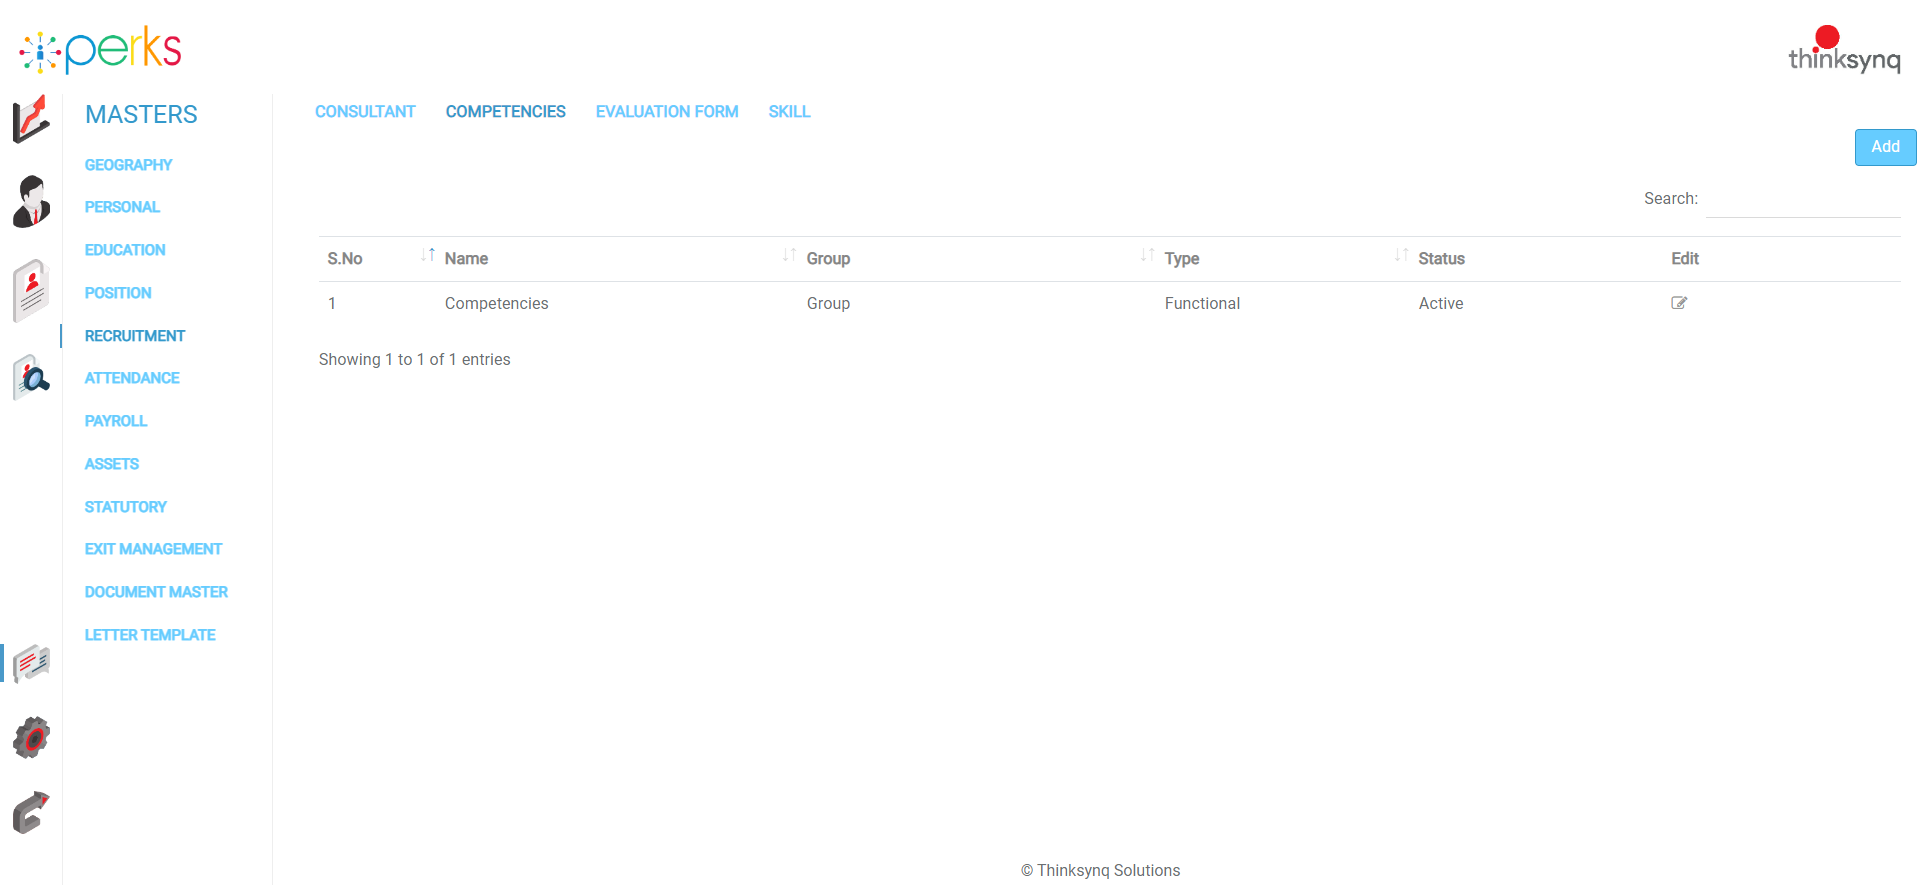 perks
thinksynq
MASTERS
GEOGRAPHY
PERSONAL
EDUCATION
POSITION
RECRUITMENT
ATTENDANCE
PAYROLL
ASSETS
STATUTORY
EXIT MANAGEMENT
DOCUMENT MASTER
LETTER TEMPLATE
CONSULTANT COMPETENCIES EVALUATION FORM SKILL
Add
Search:
S.No Name Group Type Status Edit
1 Competencies Group Functional Active
Showing 1 to 1 of 1 entries
© Thinksynq Solutions